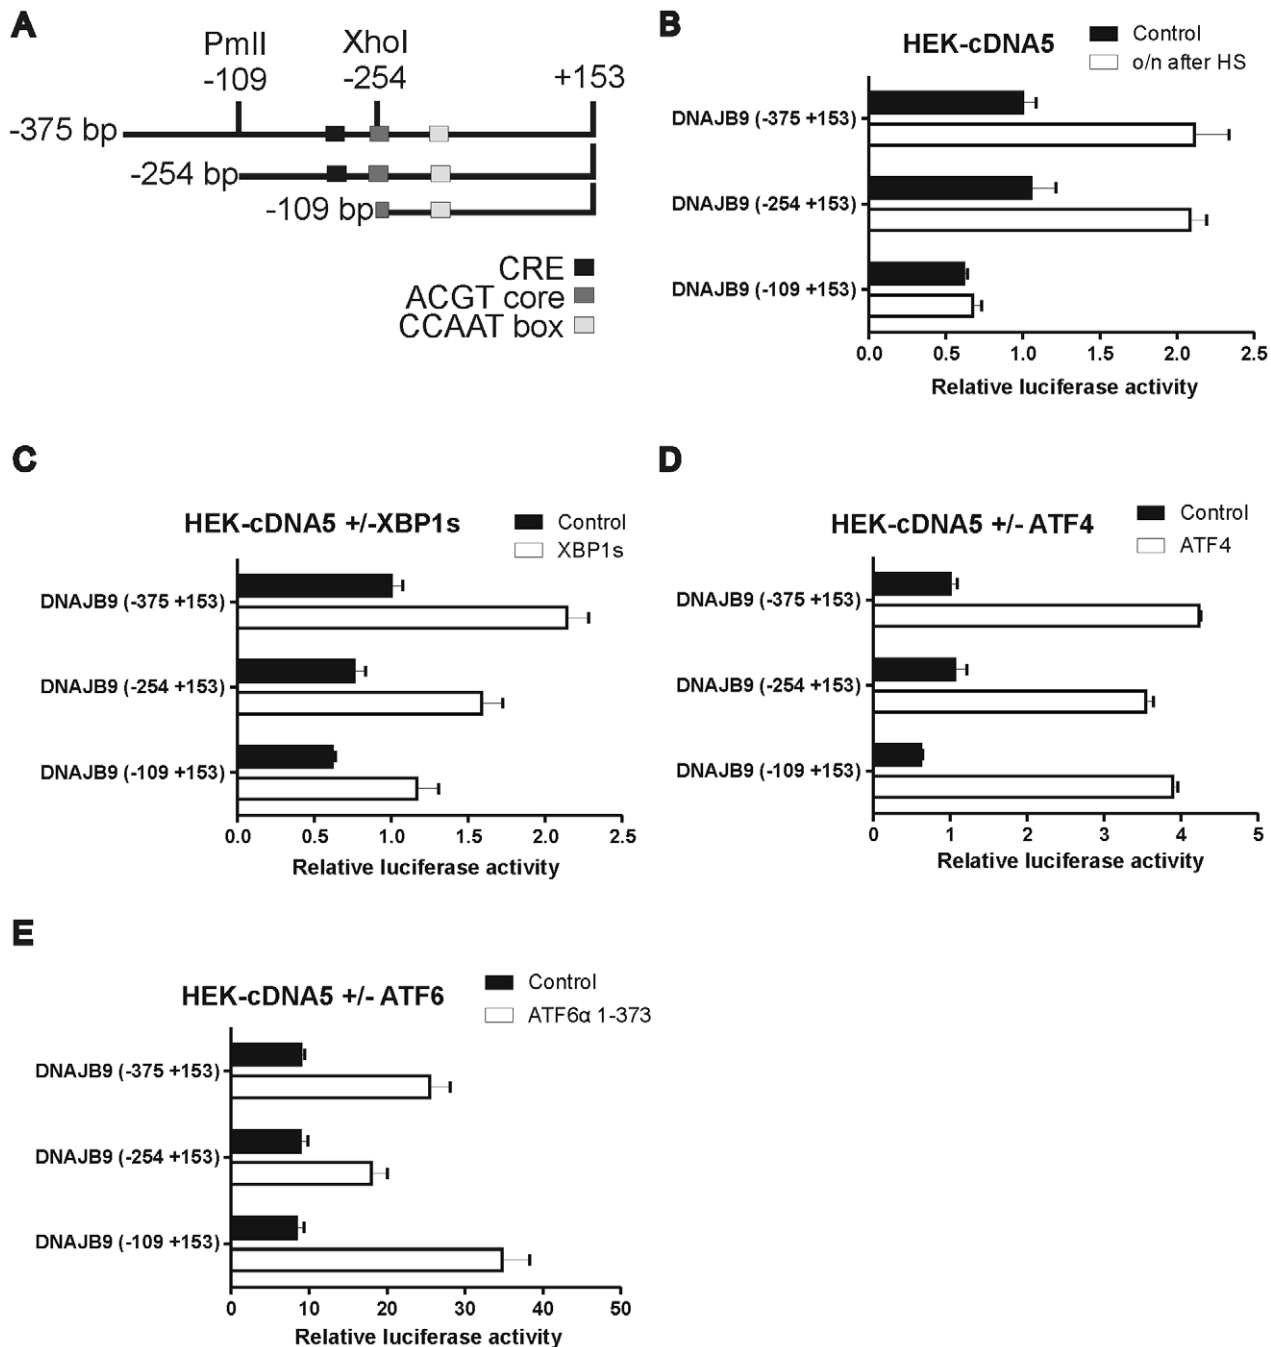 A
PmlI
XhoI
-109
-254
+153
-375 bp
-254 bp
-109 bp
CRE
ACGT core
CCAAT box
B
HEK-cDNA5
Control
o/n after HS
DNAJB9 (-375 +153)
DNAJB9 (-254 +153)
DNAJB9 (-109 +153)
0.0 0.5 1.0 1.5 2.0 2.5
Relative luciferase activity
C
HEK-cDNA5 +/-XBP1s
Control
XBP1s
DNAJB9 (-375 +153)
DNAJB9 (-254 +153)
DNAJB9 (-109 +153)
0.0 0.5 1.0 1.5 2.0 2.5
Relative luciferase activity
D
HEK-cDNA5 +/- ATF4
Control
ATF4
DNAJB9 (-375 +153)
DNAJB9 (-254 +153)
DNAJB9 (-109 +153)
0 1 2 3 4 5
Relative luciferase activity
E
HEK-cDNA5 +/- ATF6
Control
ATF6α 1-373
DNAJB9 (-375 +153)
DNAJB9 (-254 +153)
DNAJB9 (-109 +153)
0 10 20 30 40 50
Relative luciferase activity